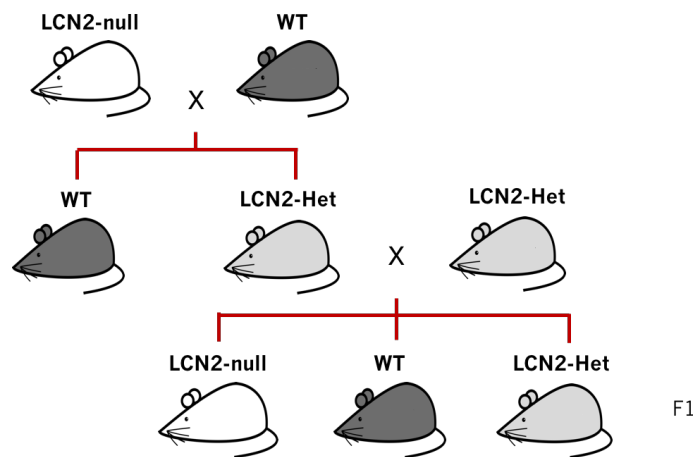 LCN2-null WT
X
WT LCN2-Het LCN2-Het
X
LCN2-null WT LCN2-Het
F1